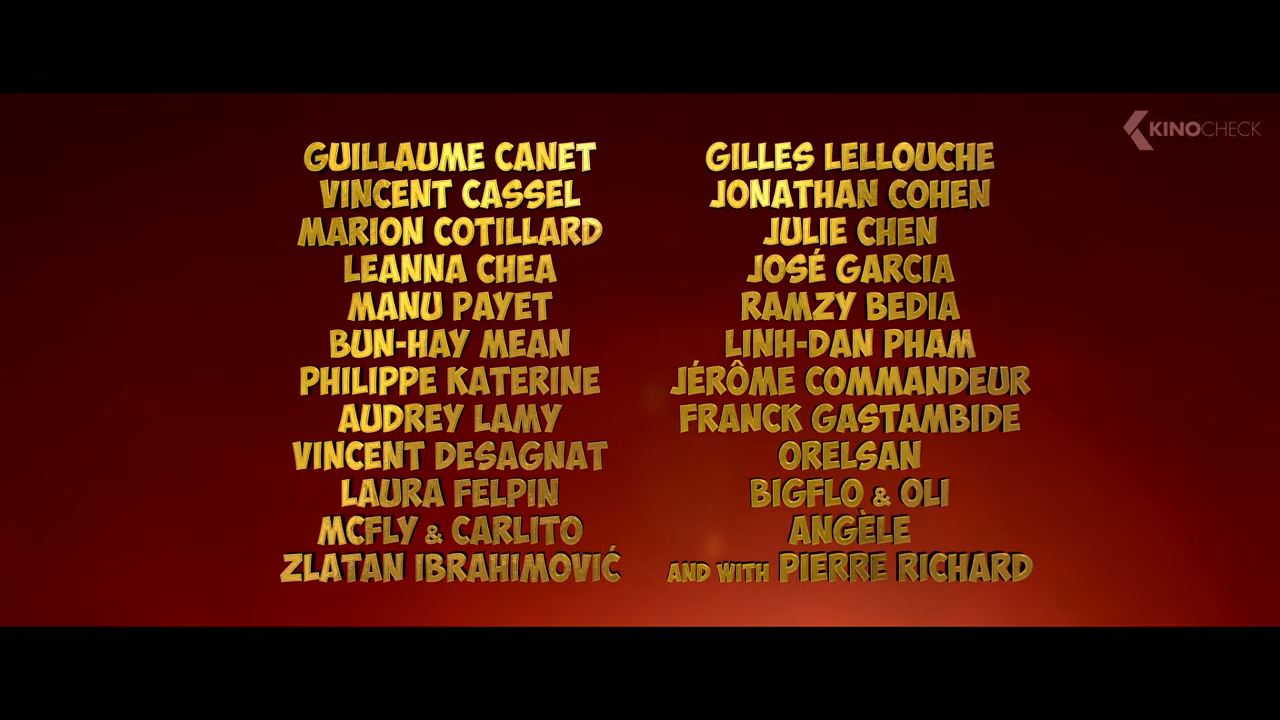 KINOCHECK
GUILLAUME CANET
VINCENT CASSEL
MARION COTILLARD
LEANNA CHEA
MANU PAYET
BUN-HAY MEAN
PHILIPPE KATERINE
AUDREY LAMY
VINCENT DESAGNAT
LAURA FELPIN
MCFLY & CARLITO
ZLATAN IBRAHIMOVIĆ
GILLES LELLOUCHE
JONATHAN COHEN
JULIE CHEN
JOSÉ GARCIA
RAMZY BEDIA
LINH-DAN PHAM
JÉRÔME COMMANDEUR
FRANCK GASTAMBIDE
ORELSAN
BIGFLO & OLI
ANGÈLE
AND WITH PIERRE RICHARD